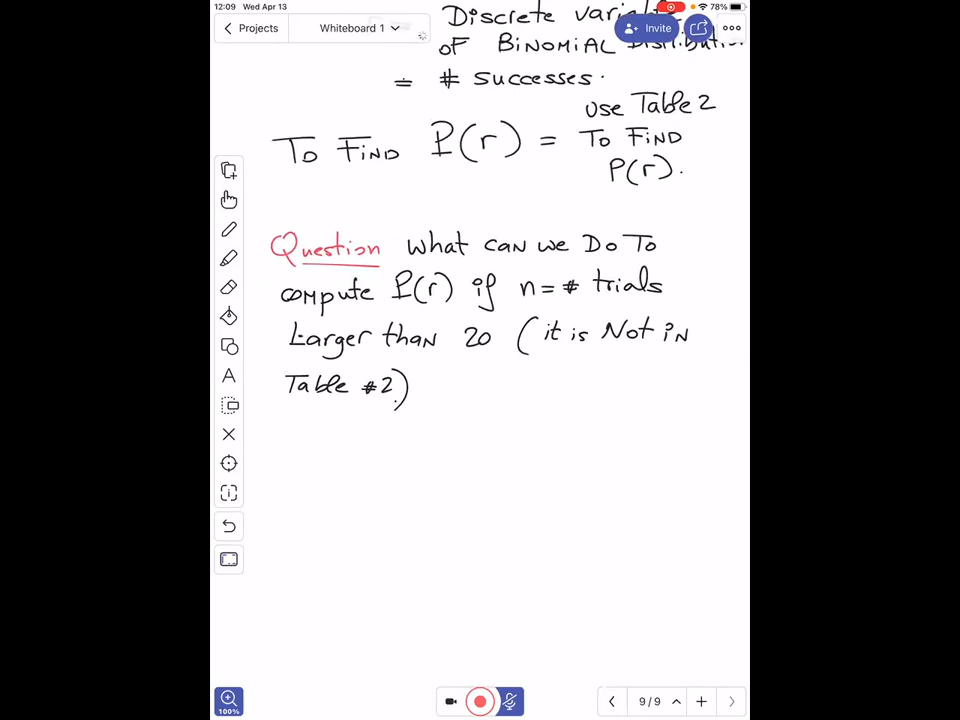 12:09 Wed Apr 13
78%
Projects
Whiteboard 1
Invite
Discrete variable
OF BINOMIAL Distribution
= # successes.
To FIND P(r) = use Table 2
To FIND
P(r).
Question what can we Do To
compute P(r) if n = # trials
Larger than 20 (it is Not in
Table #2)
A
100%
9/9